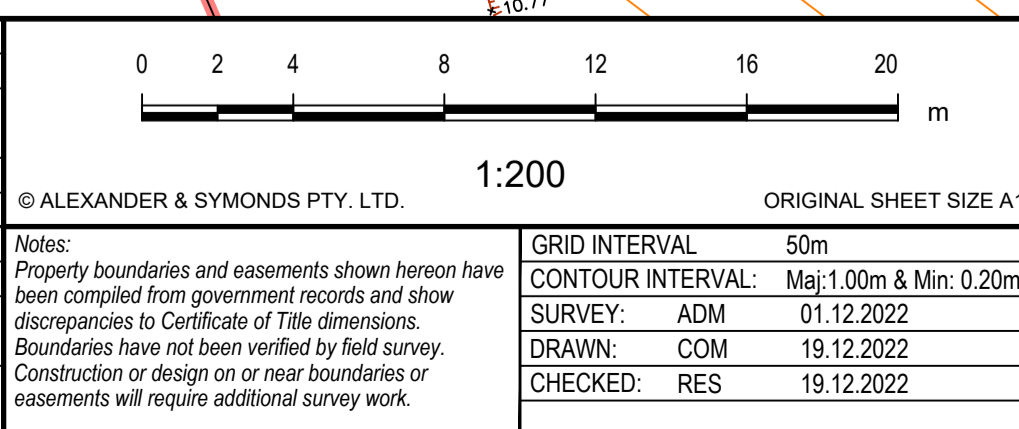 10.77
0 2 4 8 12 16 20
m
1:200
© ALEXANDER & SYMONDS PTY. LTD. ORIGINAL SHEET SIZE A1
Notes:
Property boundaries and easements shown hereon have
been compiled from government records and show
discrepancies to Certificate of Title dimensions.
Boundaries have not been verified by field survey.
Construction or design on or near boundaries or
easements will require additional survey work.
GRID INTERVAL 50m
CONTOUR INTERVAL: Maj:1.00m & Min: 0.20m
SURVEY: ADM 01.12.2022
DRAWN: COM 19.12.2022
CHECKED: RES 19.12.2022